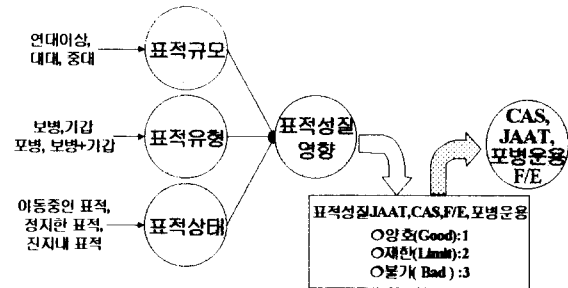 연대이상,
대대, 중대
표적규모
보병,기갑
포병, 보병+기갑
표적유형
이동중인 표적,
정지한 표적,
진지내 표적
표적상태
표적성질
영향
CAS,
JAAT,
포병운용
F/E
표적성질JAAT,CAS,F/E,포병운용
○양호(Good):1
○제한(Limit):2
○불가( Bad ) :3